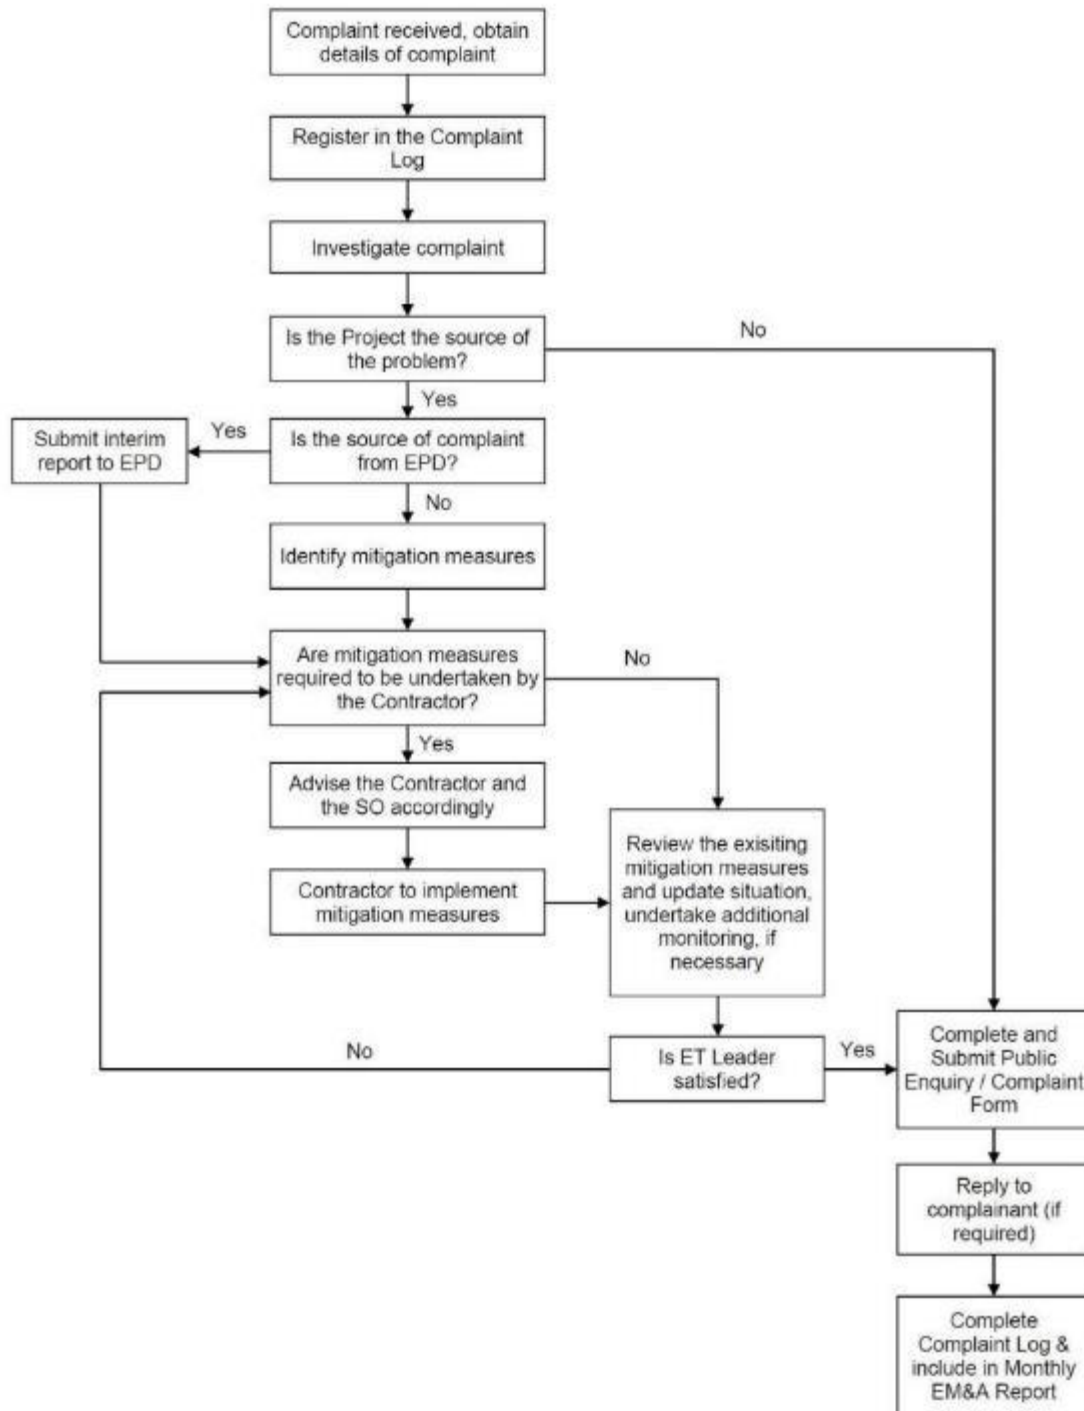 Complaint received, obtain
details of complaint
Register in the Complaint
Log
Investigate complaint
Is the Project the source of
the problem?
No
Yes
Submit interim
report to EPD
Yes
Is the source of complaint
from EPD?
No
Identify mitigation measures
Are mitigation measures
required to be undertaken by
the Contractor?
No
Yes
Advise the Contractor and
the SO accordingly
Contractor to implement
mitigation measures
Review the exisiting
mitigation measures
and update situation,
undertake additional
monitoring, if
necessary
No
Is ET Leader
satisfied?
Yes
Complete and
Submit Public
Enquiry / Complaint
Form
Reply to
complainant (if
required)
Complete
Complaint Log &
include in Monthly
EM&A Report